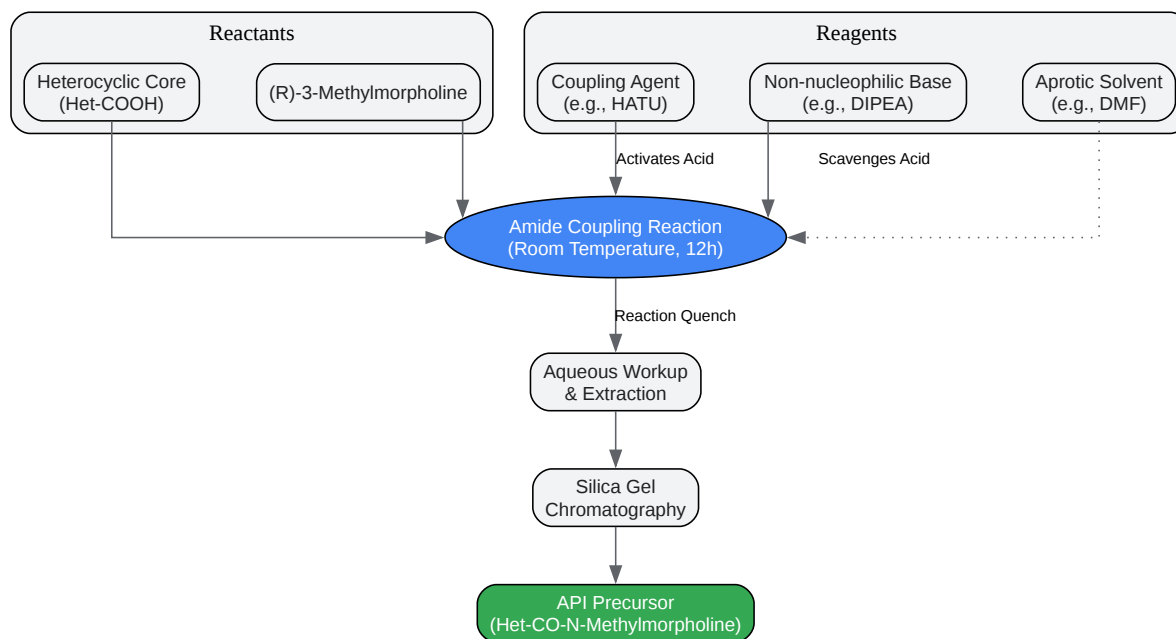 Reactants
Reagents
Heterocyclic Core
(Het-COOH)
(R)-3-Methylmorpholine
Coupling Agent
(e.g., HATU)
Non-nucleophilic Base
(e.g., DIPEA)
Aprotic Solvent
(e.g., DMF)
Activates Acid
Scavenges Acid
Amide Coupling Reaction
(Room Temperature, 12h)
Reaction Quench
Aqueous Workup
& Extraction
Silica Gel
Chromatography
API Precursor
(Het-CO-N-Methylmorpholine)